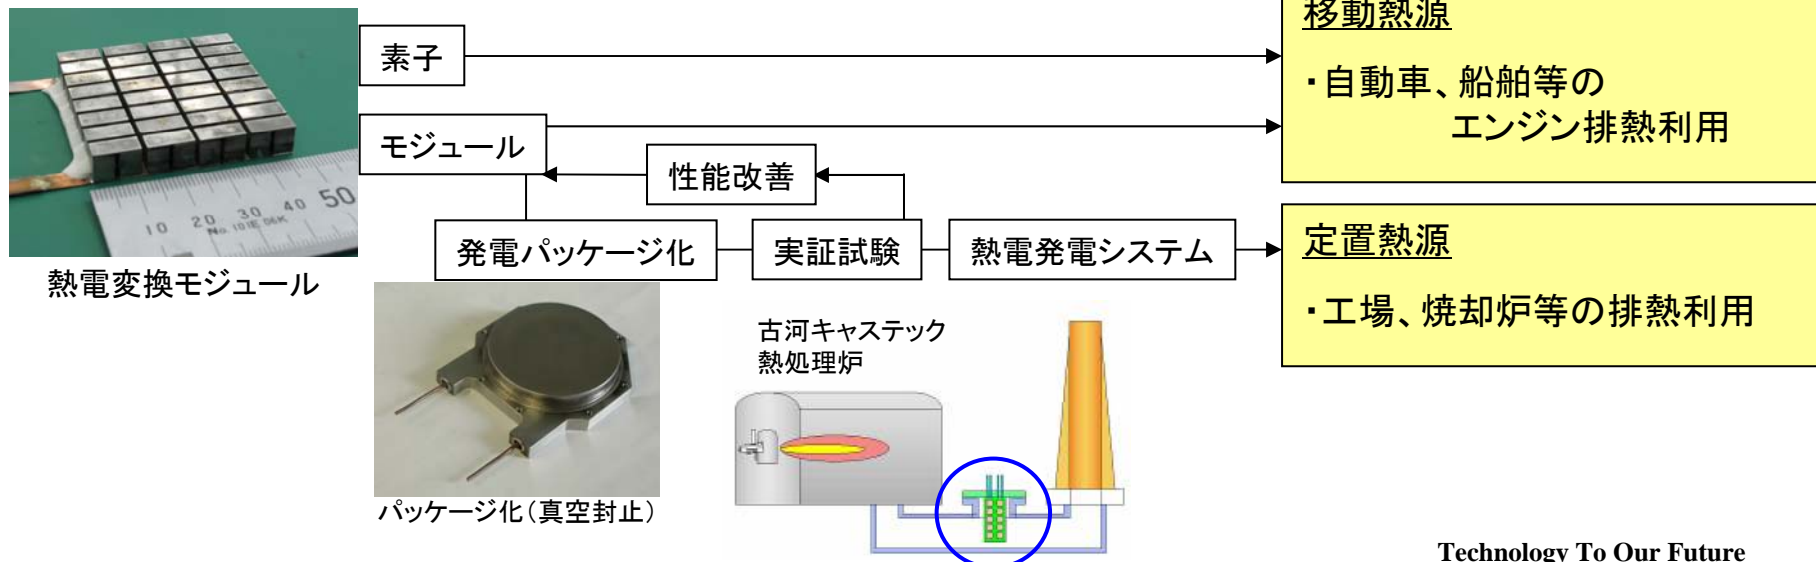 移動熱源
・自動車、船舶等の
エンジン排熱利用
素子
モジュール
性能改善
発電パッケージ化
実証試験
熱電発電システム
定置熱源
・工場、焼却炉等の排熱利用
10 20 30 40 50
熱電変換モジュール
古河キャステック
熱処理炉
パッケージ化(真空封止)
Technology To Our Future